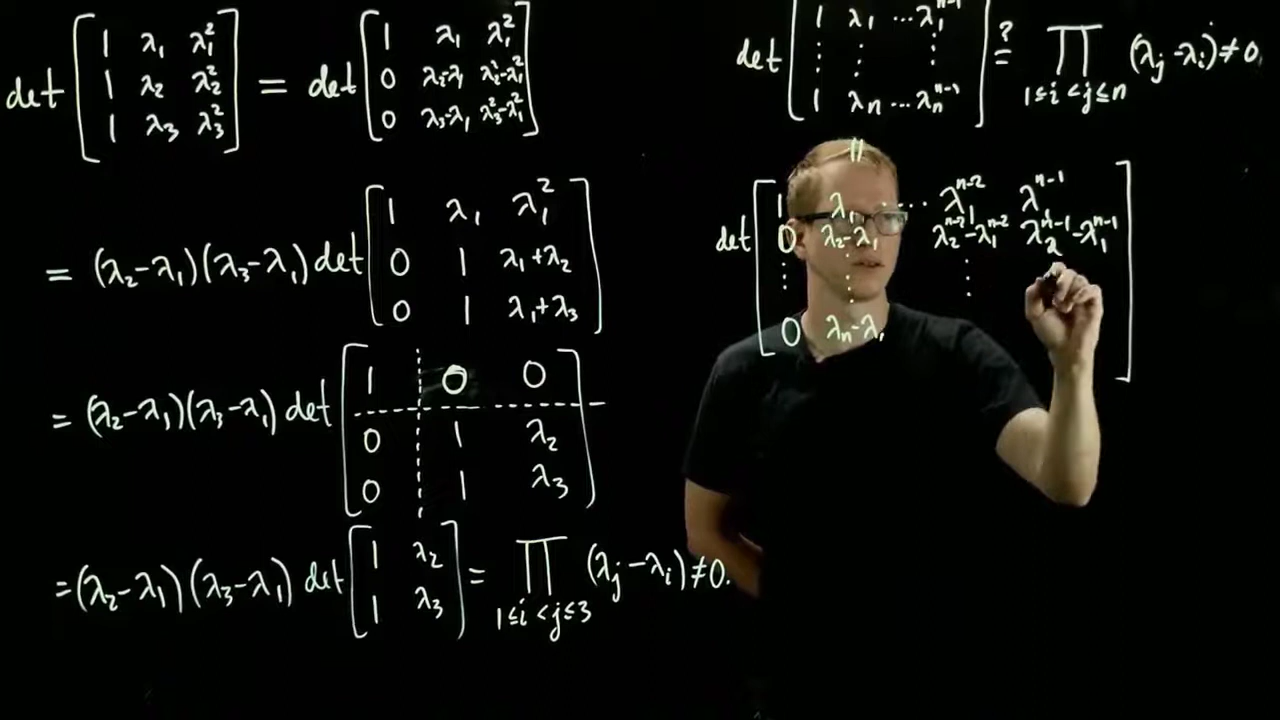 det [ 1 λ₁ λ₁² ] = det [ 1 λ₁ λ₁² ]
[ 1 λ₂ λ₂² ] [ 0 λ₂-λ₁ λ₂²-λ₁² ]
[ 1 λ₃ λ₃² ] [ 0 λ₃-λ₁ λ₃²-λ₁² ]
= (λ₂-λ₁)(λ₃-λ₁) det [ 1 λ₁ λ₁² ]
[ 0 1 λ₁+λ₂ ]
[ 0 1 λ₁+λ₃ ]
= (λ₂-λ₁)(λ₃-λ₁) det [ 1 0 0 ]
[ 0 1 λ₂ ]
[ 0 1 λ₃ ]
= (λ₂-λ₁)(λ₃-λ₁) det [ 1 λ₂ ] = ∏ (λⱼ-λᵢ) ≠ 0.
[ 1 λ₃ ] 1≤i<j≤3
det [ 1 λ₁ ... λ₁ⁿ⁻¹ ] ?= ∏ (λⱼ-λᵢ) ≠ 0.
[ ⋮ ⋮ ⋮ ] 1≤i<j≤n
[ 1 λₙ ... λₙⁿ⁻¹ ]
||
det [ 1 λ₁ ... λ₁ⁿ⁻² λ₁ⁿ⁻¹ ]
[ 0 λ₂-λ₁ λ₂ⁿ⁻²-λ₁ⁿ⁻² λ₂ⁿ⁻¹-λ₁ⁿ⁻¹ ]
[ ⋮ ⋮ ⋮ ]
[ 0 λₙ-λ₁ ]